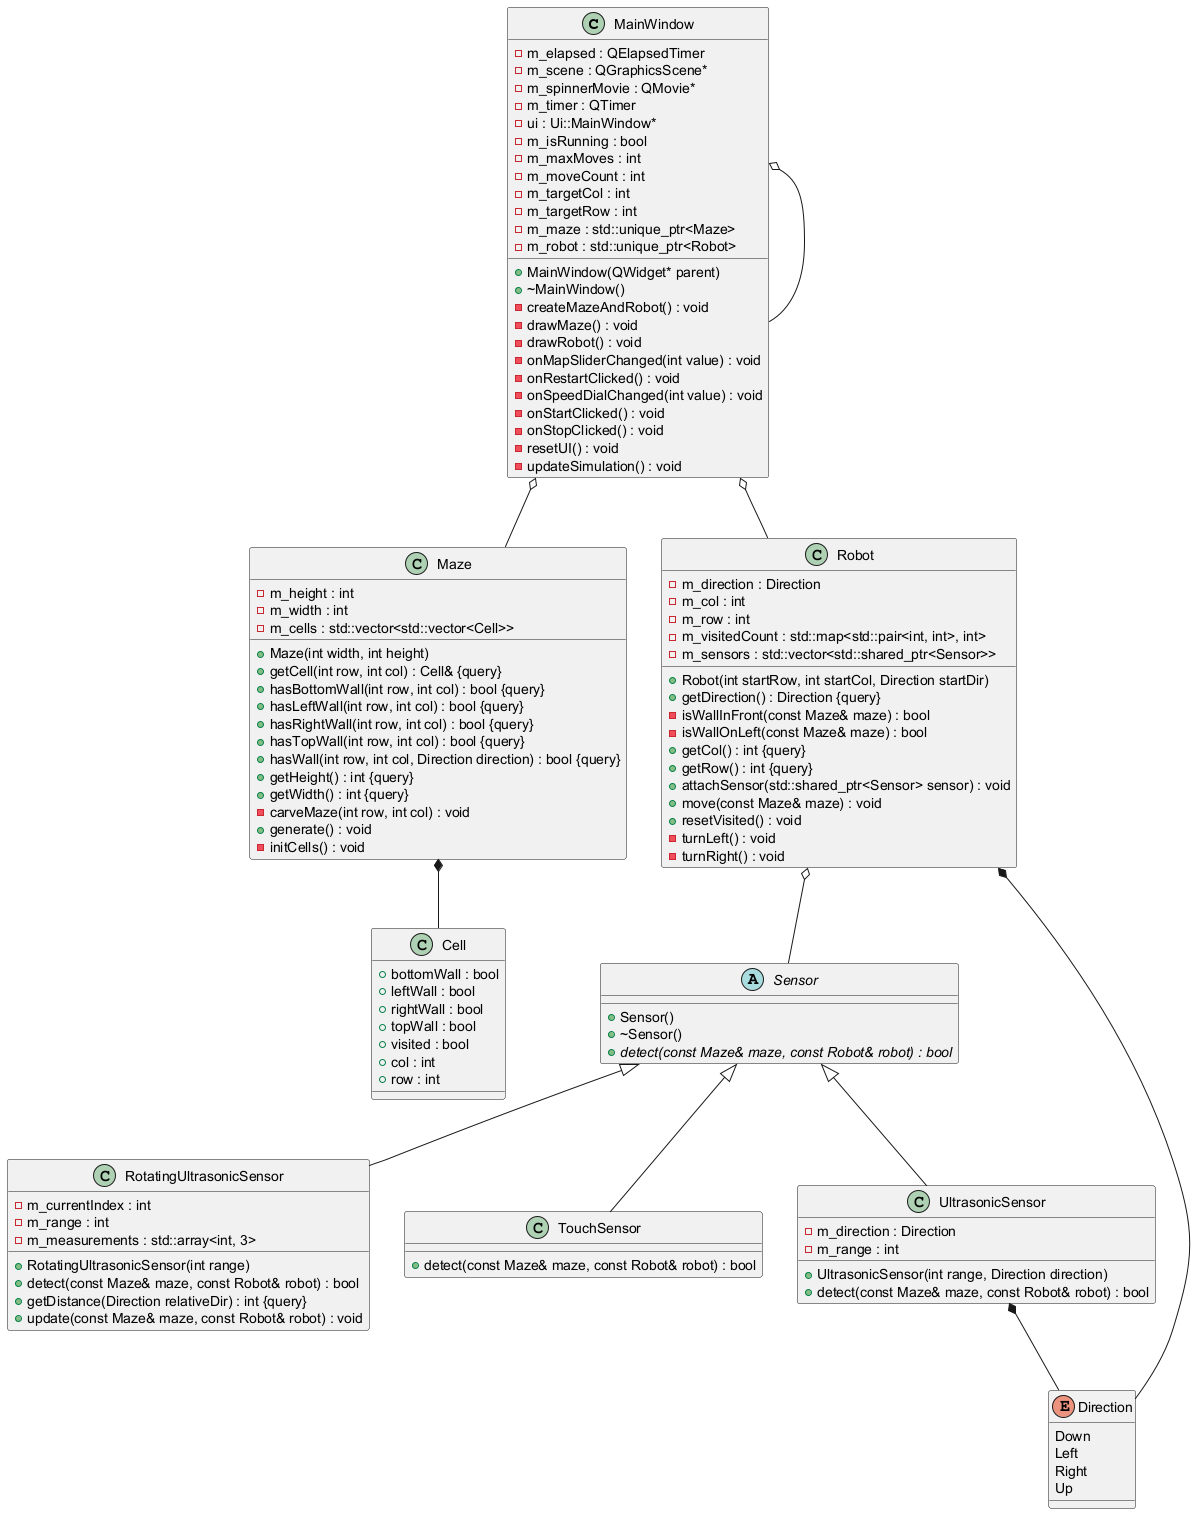 C MainWindow
m_elapsed : QElapsedTimer
m_scene : QGraphicsScene*
m_spinnerMovie : QMovie*
m_timer : QTimer
ui : Ui::MainWindow*
m_isRunning : bool
m_maxMoves : int
m_moveCount : int
m_targetCol : int
m_targetRow : int
m_maze : std::unique_ptr<Maze>
m_robot : std::unique_ptr<Robot>
MainWindow(QWidget* parent)
~MainWindow()
createMazeAndRobot() : void
drawMaze() : void
drawRobot() : void
onMapSliderChanged(int value) : void
onRestartClicked() : void
onSpeedDialChanged(int value) : void
onStartClicked() : void
onStopClicked() : void
resetUI() : void
updateSimulation() : void
C Maze
m_height : int
m_width : int
m_cells : std::vector<std::vector<Cell>>
Maze(int width, int height)
getCell(int row, int col) : Cell& {query}
hasBottomWall(int row, int col) : bool {query}
hasLeftWall(int row, int col) : bool {query}
hasRightWall(int row, int col) : bool {query}
hasTopWall(int row, int col) : bool {query}
hasWall(int row, int col, Direction direction) : bool {query}
getHeight() : int {query}
getWidth() : int {query}
carveMaze(int row, int col) : void
generate() : void
initCells() : void
C Robot
m_direction : Direction
m_col : int
m_row : int
m_visitedCount : std::map<std::pair<int, int>, int>
m_sensors : std::vector<std::shared_ptr<Sensor>>
Robot(int startRow, int startCol, Direction startDir)
getDirection() : Direction {query}
isWallInFront(const Maze& maze) : bool
isWallOnLeft(const Maze& maze) : bool
getCol() : int {query}
getRow() : int {query}
attachSensor(std::shared_ptr<Sensor> sensor) : void
move(const Maze& maze) : void
resetVisited() : void
turnLeft() : void
turnRight() : void
C Cell
bottomWall : bool
leftWall : bool
rightWall : bool
topWall : bool
visited : bool
col : int
row : int
A Sensor
Sensor()
~Sensor()
detect(const Maze& maze, const Robot& robot) : bool
C RotatingUltrasonicSensor
m_currentIndex : int
m_range : int
m_measurements : std::array<int, 3>
RotatingUltrasonicSensor(int range)
detect(const Maze& maze, const Robot& robot) : bool
getDistance(Direction relativeDir) : int {query}
update(const Maze& maze, const Robot& robot) : void
C TouchSensor
detect(const Maze& maze, const Robot& robot) : bool
C UltrasonicSensor
m_direction : Direction
m_range : int
UltrasonicSensor(int range, Direction direction)
detect(const Maze& maze, const Robot& robot) : bool
E Direction
Down
Left
Right
Up